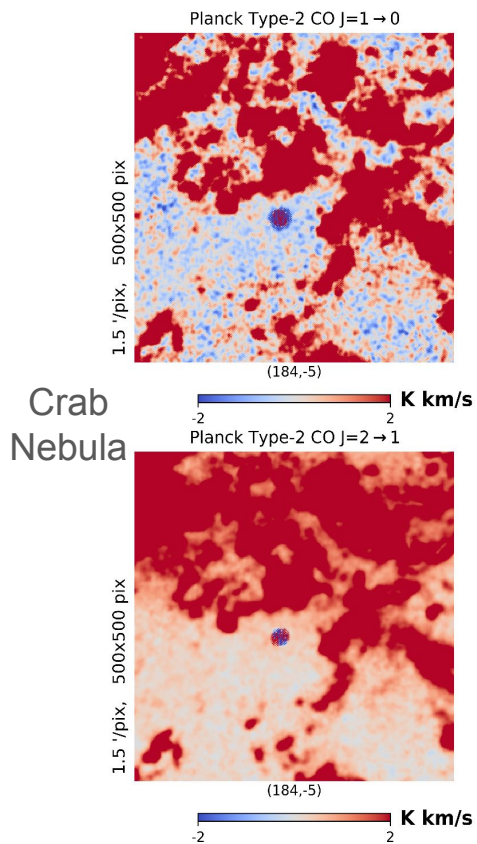 Planck Type-2 CO J=1→0
1.5 '/pix,   500x500 pix
(184,-5)
-2
2
K km/s
Crab
Nebula
Planck Type-2 CO J=2→1
1.5 '/pix,   500x500 pix
(184,-5)
-2
2
K km/s